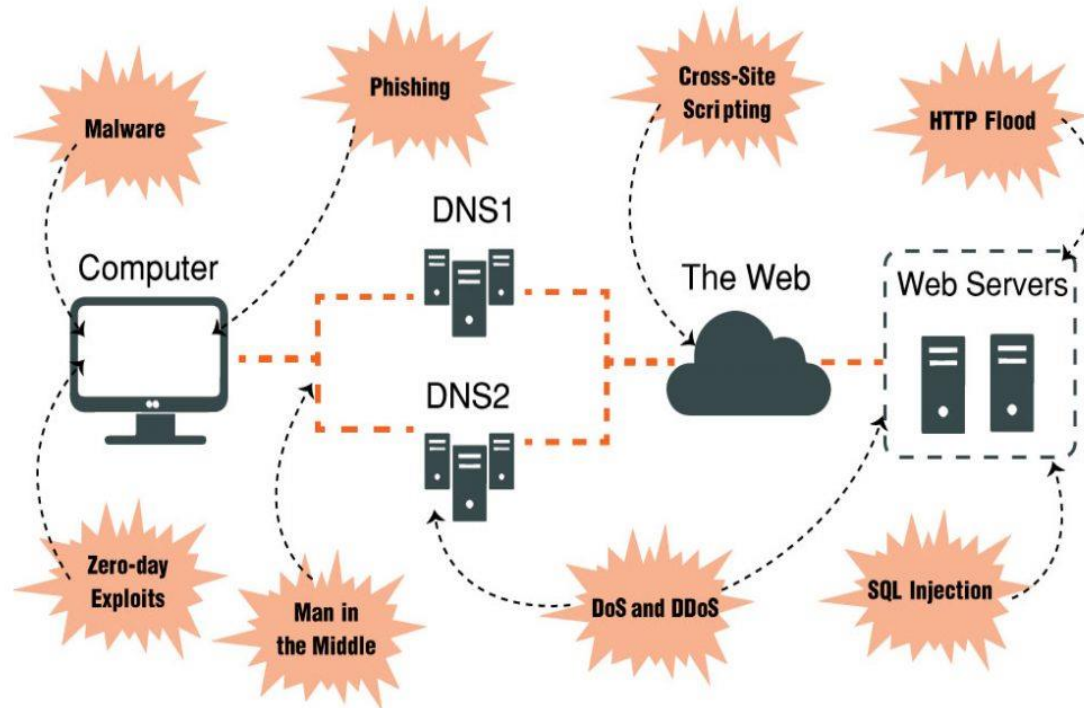 Malware
Phishing
Cross-Site
Scripting
HTTP Flood
DNS1
Computer
The Web
Web Servers
DNS2
Zero-day
Exploits
Man in
the Middle
DoS and DDoS
SQL Injection